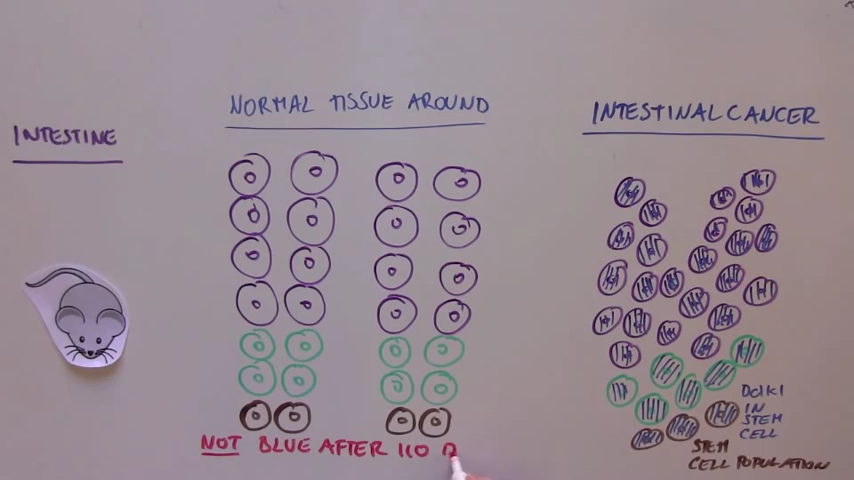 INTESTINE
NORMAL TISSUE AROUND
INTESTINAL CANCER
NOT BLUE AFTER 110 D
Dclk1
IN
STEM
CELL
STEM
CELL POPULATION